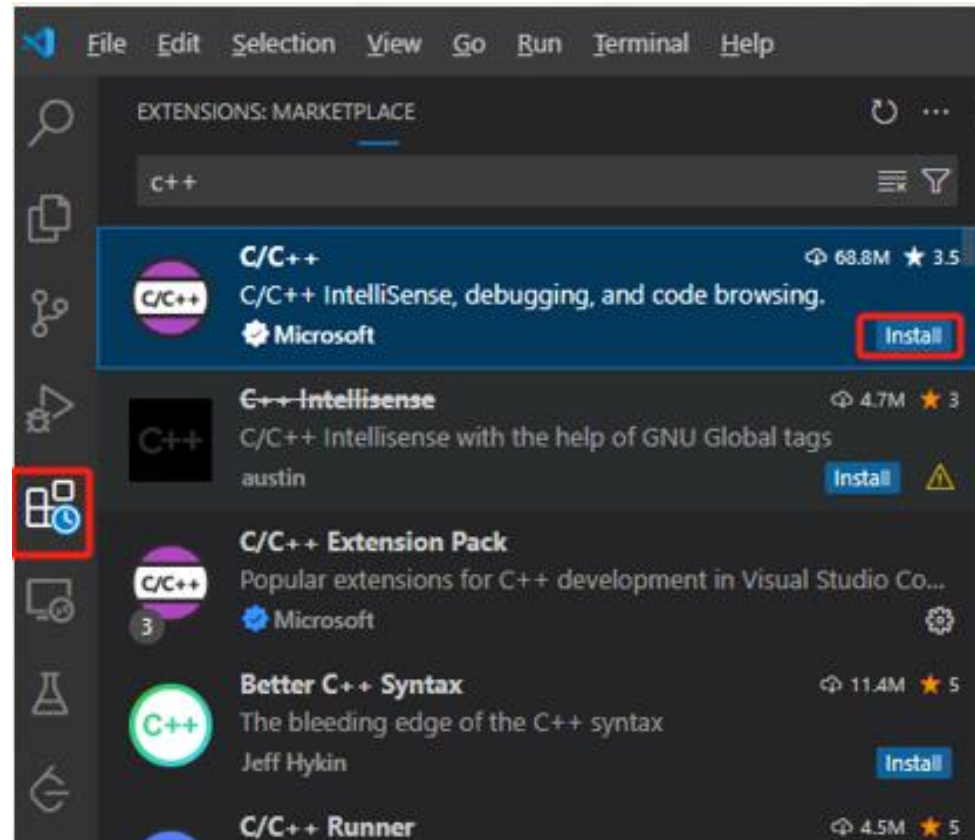 File Edit Selection View Go Run Terminal Help
EXTENSIONS: MARKETPLACE
c++
C/C++ 68.8M 3.5
C/C++
C/C++ IntelliSense, debugging, and code browsing.
Microsoft Install
C++ Intellisense 4.7M 3
C++
C/C++ Intellisense with the help of GNU Global tags
austin Install
C/C++ Extension Pack
C/C++
Popular extensions for C++ development in Visual Studio Co...
3 Microsoft
Better C++ Syntax 11.4M 5
C++
The bleeding edge of the C++ syntax
Jeff Hykin Install
C/C++ Runner 4.5M 5